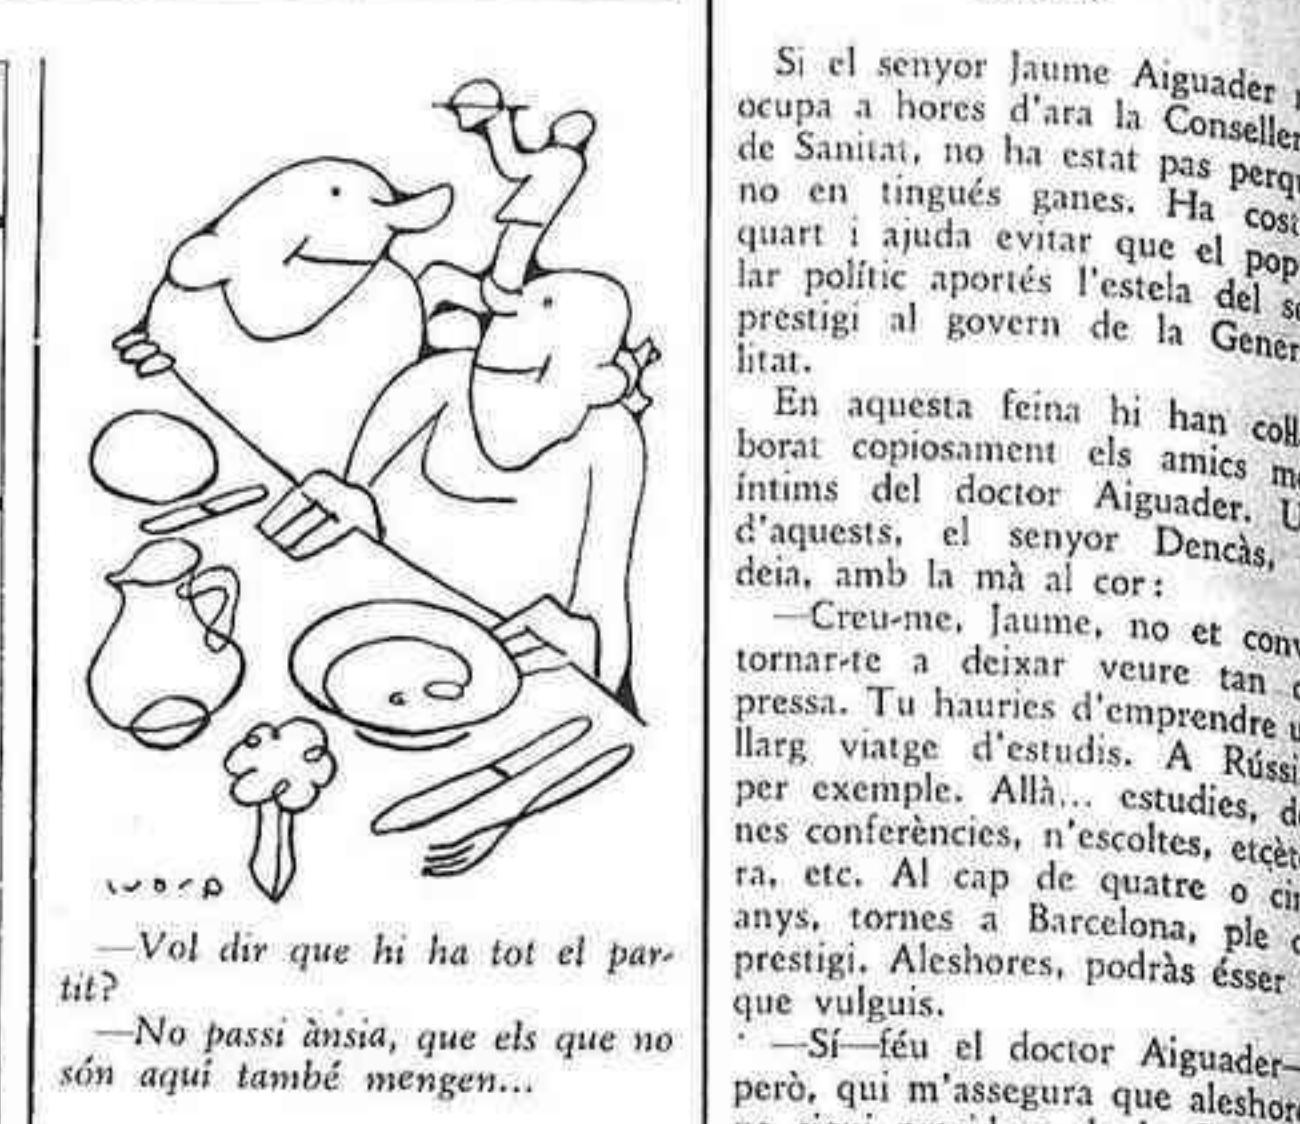 —Vol dir que hi ha tot el par-
tit?
—No passi ànsia, que els que no
són aquí també mengen...
Si el senyor Jaume Aiguader
ocupa a hores d'ara la Conseller
de Sanitat, no ha estat pas perqu
no en tingués ganes. Ha cost
quart i ajuda evitar que el pop
lar polític aportés l'estela del se
prestigi al govern de la Gener
litat.
En aquesta feina hi han col·l
borat copiosament els amics mé
íntims del doctor Aiguader. U
d'aquests, el senyor Dencàs,
deia, amb la mà al cor:
—Creu-me, Jaume, no et conv
tornar-te a deixar veure tan
pressa. Tu hauries d'emprendre u
llarg viatge d'estudis. A Rússi
per exemple. Allà... estudies, dó
nes conferències, n'escoltes, etcèt
ra, etc. Al cap de quatre o cin
anys, tornes a Barcelona, ple
prestigi. Aleshores, podràs ésser
que vulguis.
—Sí—féu el doctor Aiguader—
però, qui m'assegura que aleshor